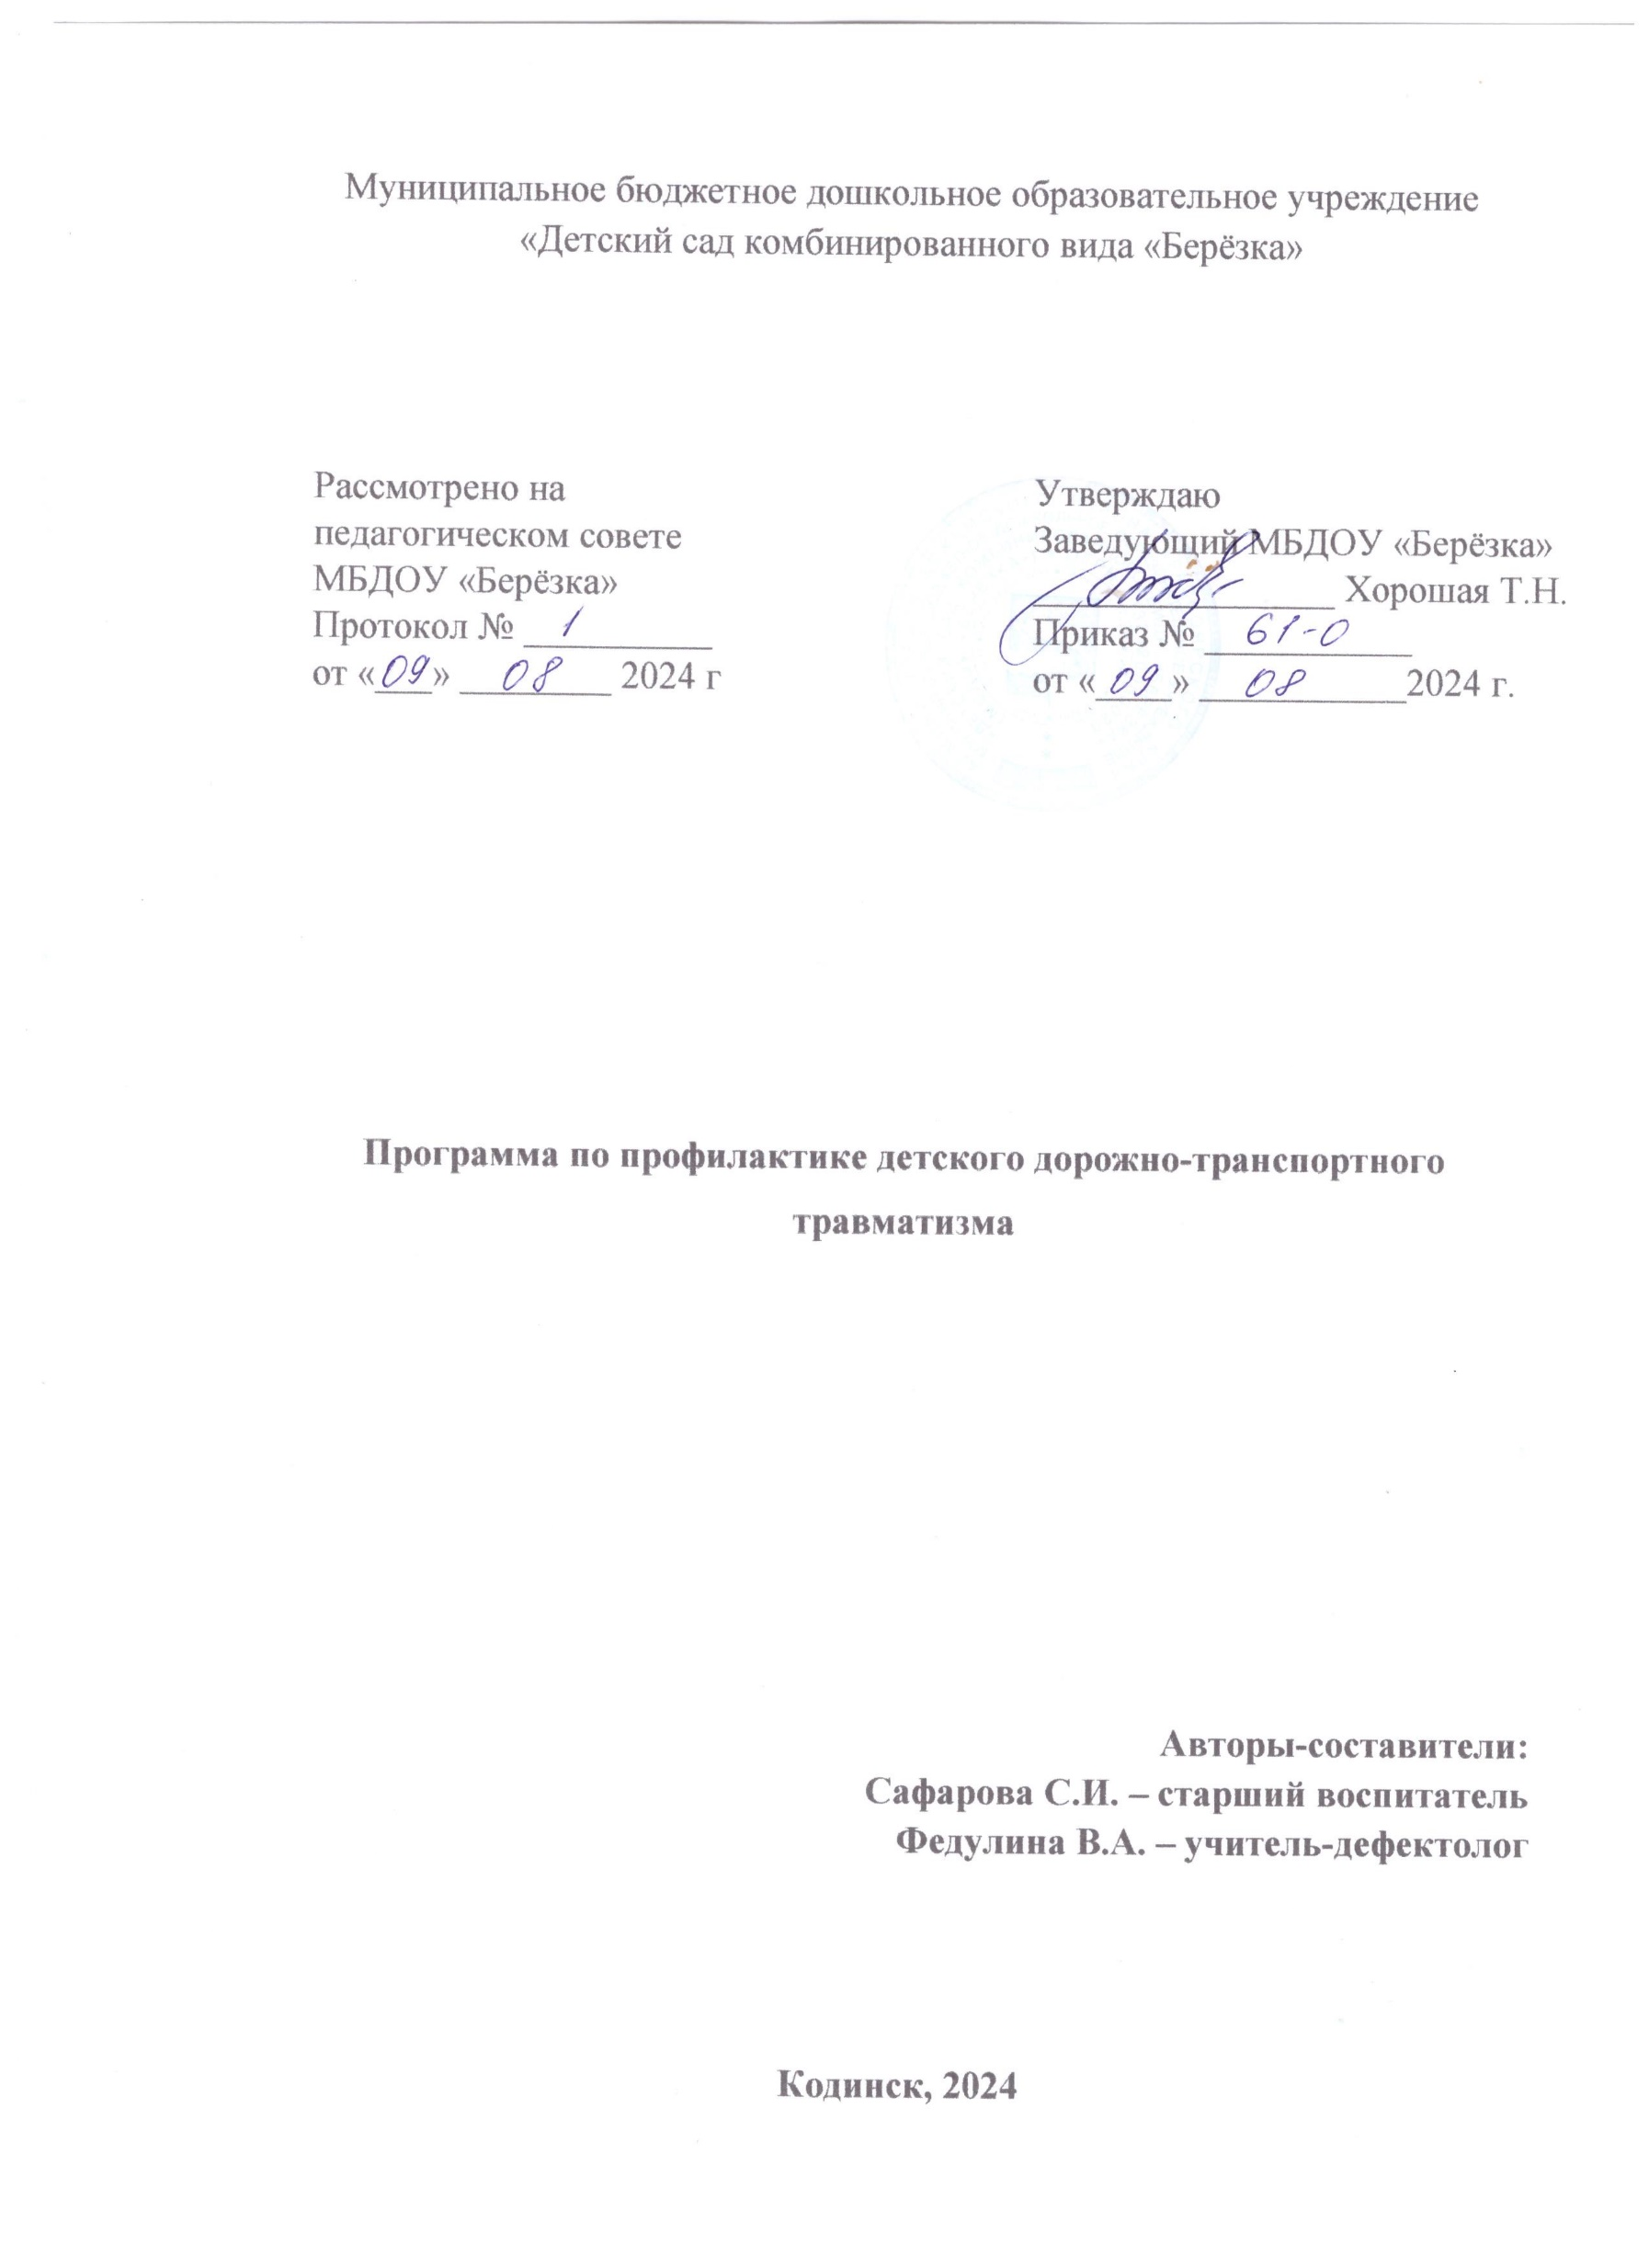 Муниципальное бюджетное дошкольное образовательное учреждение
«Детский сад комбинированного вида «Берёзка»
Рассмотрено на
педагогическом совете
МБДОУ «Берёзка»
Протокол № 1
от «09» 08 2024 г
Утверждаю
Заведующий МБДОУ «Берёзка»
Хорошая Т.Н.
Приказ № 61-О
от «09» 08 2024 г.
Программа по профилактике детского дорожно-транспортного
травматизма
Авторы-составители:
Сафарова С.И. – старший воспитатель
Федулина В.А. – учитель-дефектолог
Кодинск, 2024